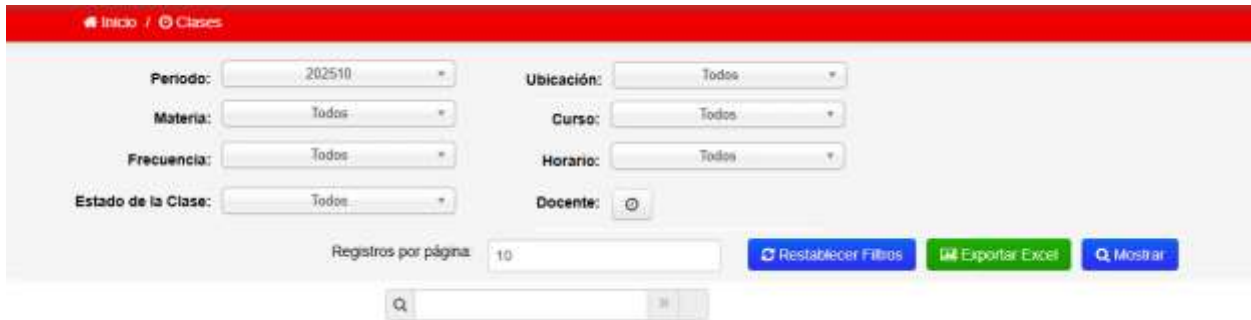 Inicio / Clases
Periodo: 202510 Ubicación: Todos
Materia: Todos Curso: Todos
Frecuencia: Todos Horario: Todos
Estado de la Clase: Todos Docente:
Registros por página: 10 Restablecer Filtros Exportar Excel Mostrar